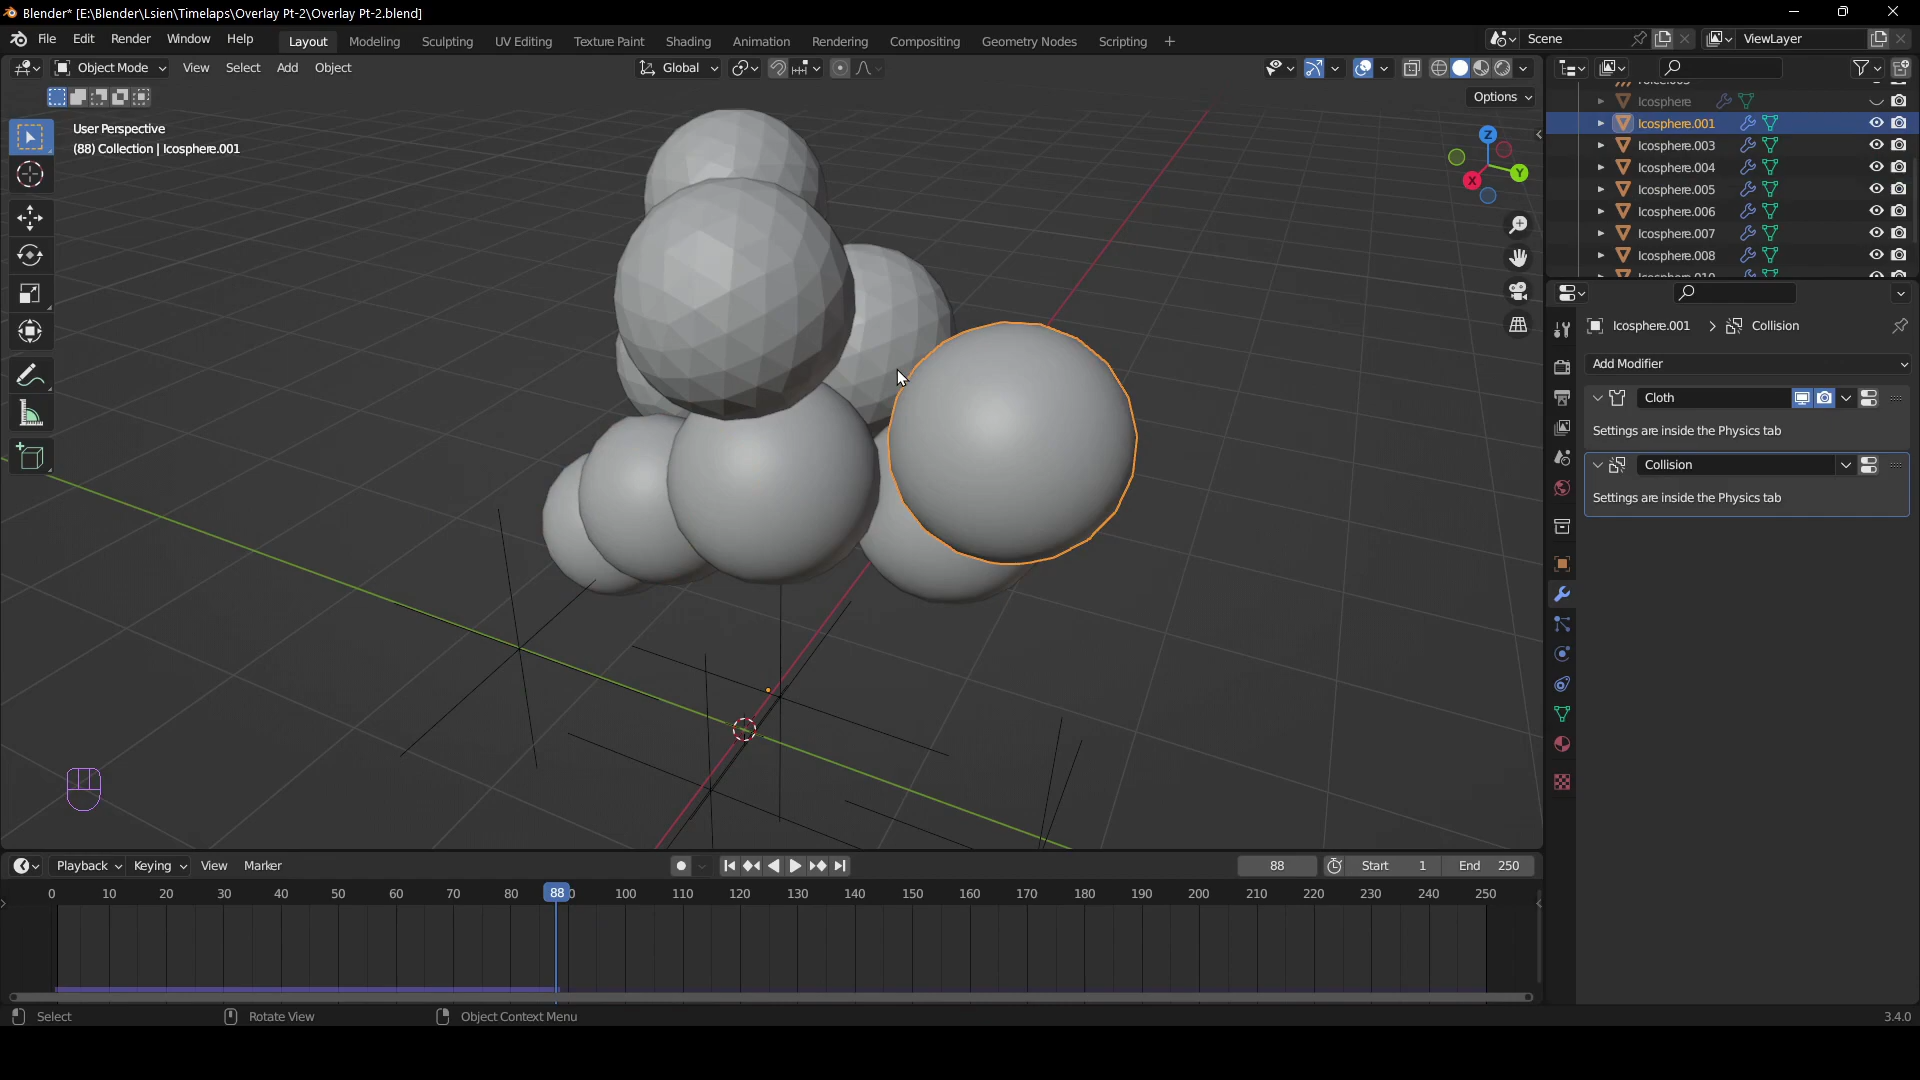 Blender* [E:\Blender\Lsien\Timelaps\Overlay Pt-2\Overlay Pt-2.blend]
File Edit Render Window Help Layout Modeling Sculpting UV Editing Texture Paint Shading Animation Rendering Compositing Geometry Nodes Scripting + Scene ViewLayer
Object Mode View Select Add Object Global
Options
User Perspective
(88) Collection | Icosphere.001
Z
Y
X
Icosphere
Icosphere.001
Icosphere.003
Icosphere.004
Icosphere.005
Icosphere.006
Icosphere.007
Icosphere.008
Icosphere.001 > Collision
Add Modifier
Cloth
Settings are inside the Physics tab
Collision
Settings are inside the Physics tab
Playback Keying View Marker 88 Start 1 End 250
0 10 20 30 40 50 60 70 80 88 100 110 120 130 140 150 160 170 180 190 200 210 220 230 240 250
Select Rotate View Object Context Menu 3.4.0